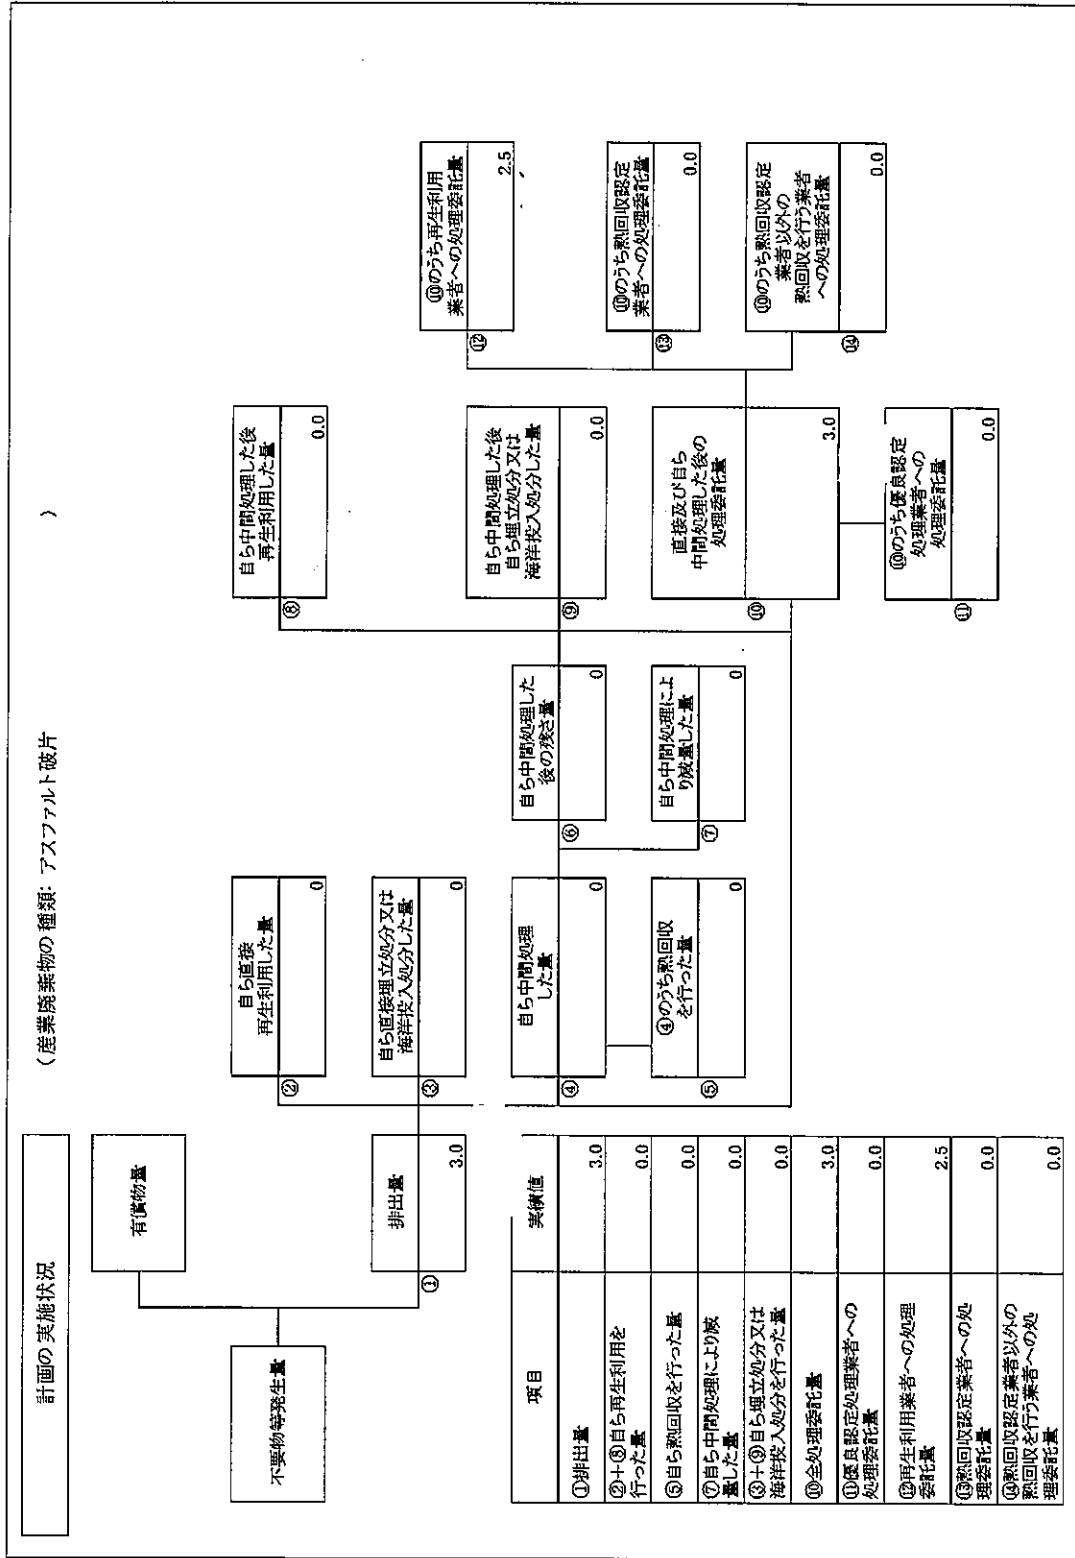 計画の実施状況
（産業廃棄物の種類: アスファルト破片　　　）
不要物等発生量
有償物量
①
排出量
3.0
②
自ら直接
再生利用した量
0
③
自ら直接埋立処分又は
海洋投入処分した量
0
④
自ら中間処理
した量
0
⑤
④のうち熱回収
を行った量
0
⑥
自ら中間処理した
後の残さ量
0
⑦
自ら中間処理によ
り減量した量
0
⑧
自ら中間処理した後
再生利用した量
0.0
⑨
自ら中間処理した後
自ら埋立処分又は
海洋投入処分した量
0.0
⑩
直接及び自ら
中間処理した後の
処理委託量
3.0
⑪
⑩のうち優良認定
処理業者への
処理委託量
0.0
⑫
⑩のうち再生利用
業者への処理委託量
2.5
⑬
⑩のうち熱回収認定
業者への処理委託量
0.0
⑭
⑩のうち熱回収認定
業者以外の
熱回収を行う業者
への処理委託量
0.0
項目 実績値
①排出量 3.0
②+⑧自ら再生利用を
行った量 0.0
⑤自ら熱回収を行った量 0.0
⑦自ら中間処理により減
量した量 0.0
③+⑨自ら埋立処分又は
海洋投入処分を行った量 0.0
⑩全処理委託量 3.0
⑪優良認定処理業者への
処理委託量 0.0
⑫再生利用業者への処理
委託量 2.5
⑬熱回収認定業者への処
理委託量 0.0
⑭熱回収認定業者以外の
熱回収を行う業者への処
理委託量 0.0